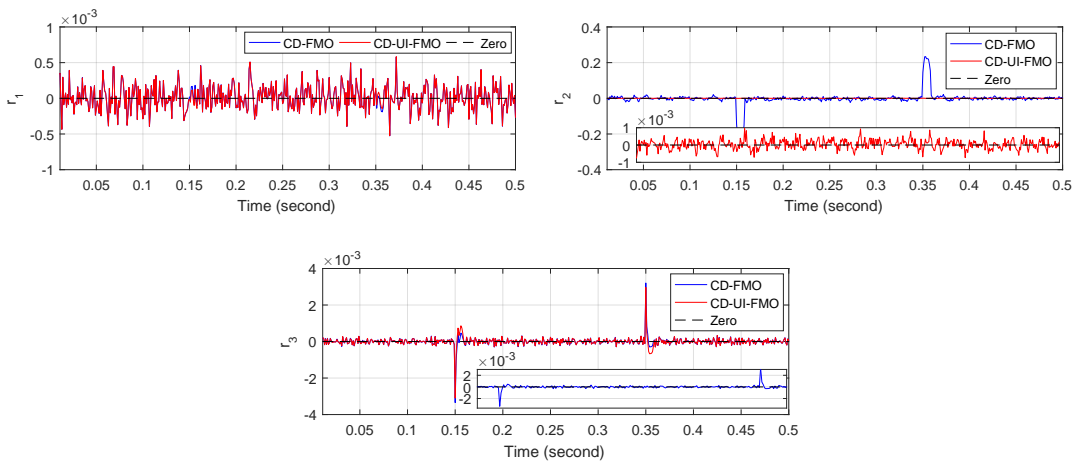 ×10-3
1
0.5
0
-0.5
-1
r1
CD-FMO CD-UI-FMO Zero
0.05 0.1 0.15 0.2 0.25 0.3 0.35 0.4 0.45 0.5
Time (second)
0.4
0.2
0
-0.2
-0.4
r2
CD-FMO
CD-UI-FMO
Zero
×10-3
1
0
-1
0.05 0.1 0.15 0.2 0.25 0.3 0.35 0.4 0.45 0.5
Time (second)
×10-3
4
2
0
-2
-4
r3
CD-FMO
CD-UI-FMO
Zero
×10-3
2
0
-2
0.05 0.1 0.15 0.2 0.25 0.3 0.35 0.4 0.45 0.5
Time (second)